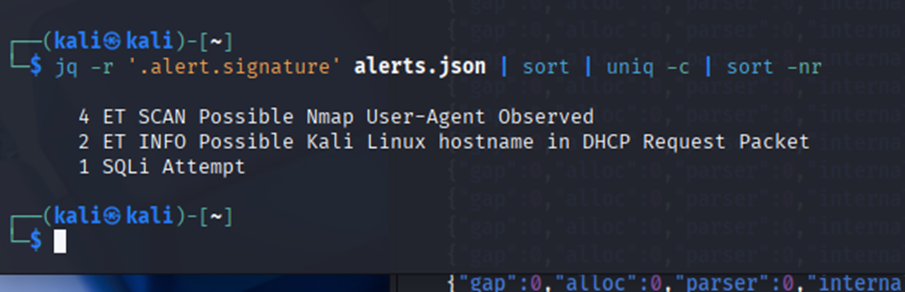 ┌──(kali㉿kali)-[~]
└─$ jq -r '.alert.signature' alerts.json | sort | uniq -c | sort -nr
4 ET SCAN Possible Nmap User-Agent Observed
2 ET INFO Possible Kali Linux hostname in DHCP Request Packet
1 SQLi Attempt
┌──(kali㉿kali)-[~]
└─$
{"gap":0,"alloc":0,"parser":0,"interna